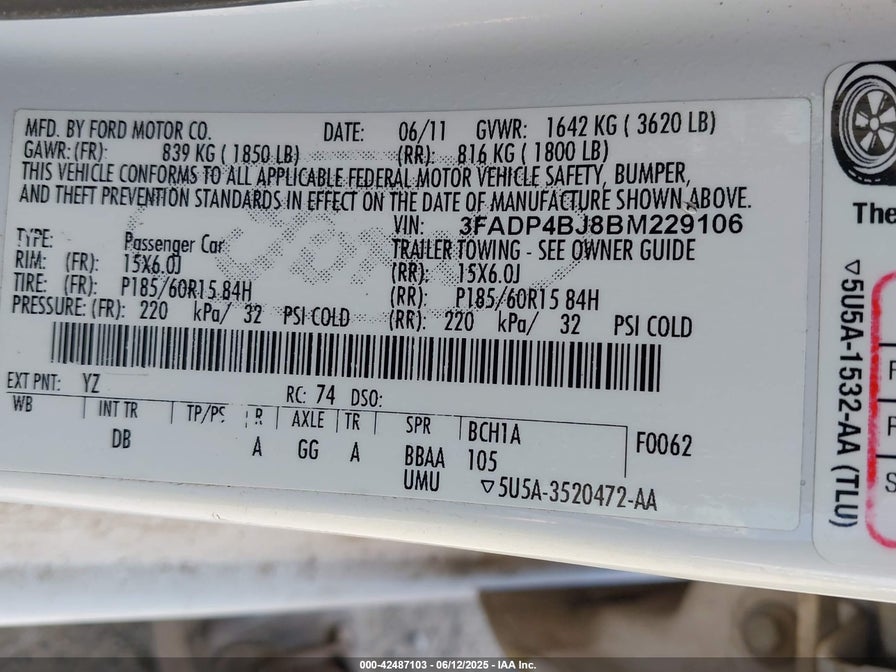 MFD. BY FORD MOTOR CO. DATE: 06/11 GVWR: 1642 KG ( 3620 LB)
GAWR: (FR): 839 KG ( 1850 LB) (RR): 816 KG ( 1800 LB)
THIS VEHICLE CONFORMS TO ALL APPLICABLE FEDERAL MOTOR VEHICLE SAFETY, BUMPER,
AND THEFT PREVENTION STANDARDS IN EFFECT ON THE DATE OF MANUFACTURE SHOWN ABOVE.
VIN: 3FADP4BJ8BM229106
TYPE: Passenger Car TRAILER TOWING - SEE OWNER GUIDE
RIM: (FR): 15X6.0J (RR): 15X6.0J
TIRE: (FR): P185/60R15 84H (RR): P185/60R15 84H
PRESSURE: (FR): 220 kPa/ 32 PSI COLD (RR): 220 kPa/ 32 PSI COLD
EXT PNT: YZ RC: 74 DSO:
WB INT TR TP/PS R AXLE TR SPR BCH1A F0062
DB A GG A BBAA 105
UMU ▽5U5A-3520472-AA
The
▽5U5A-1532-AA (TLU)
F
F
S
000-42487103 - 06/12/2025 - IAA Inc.